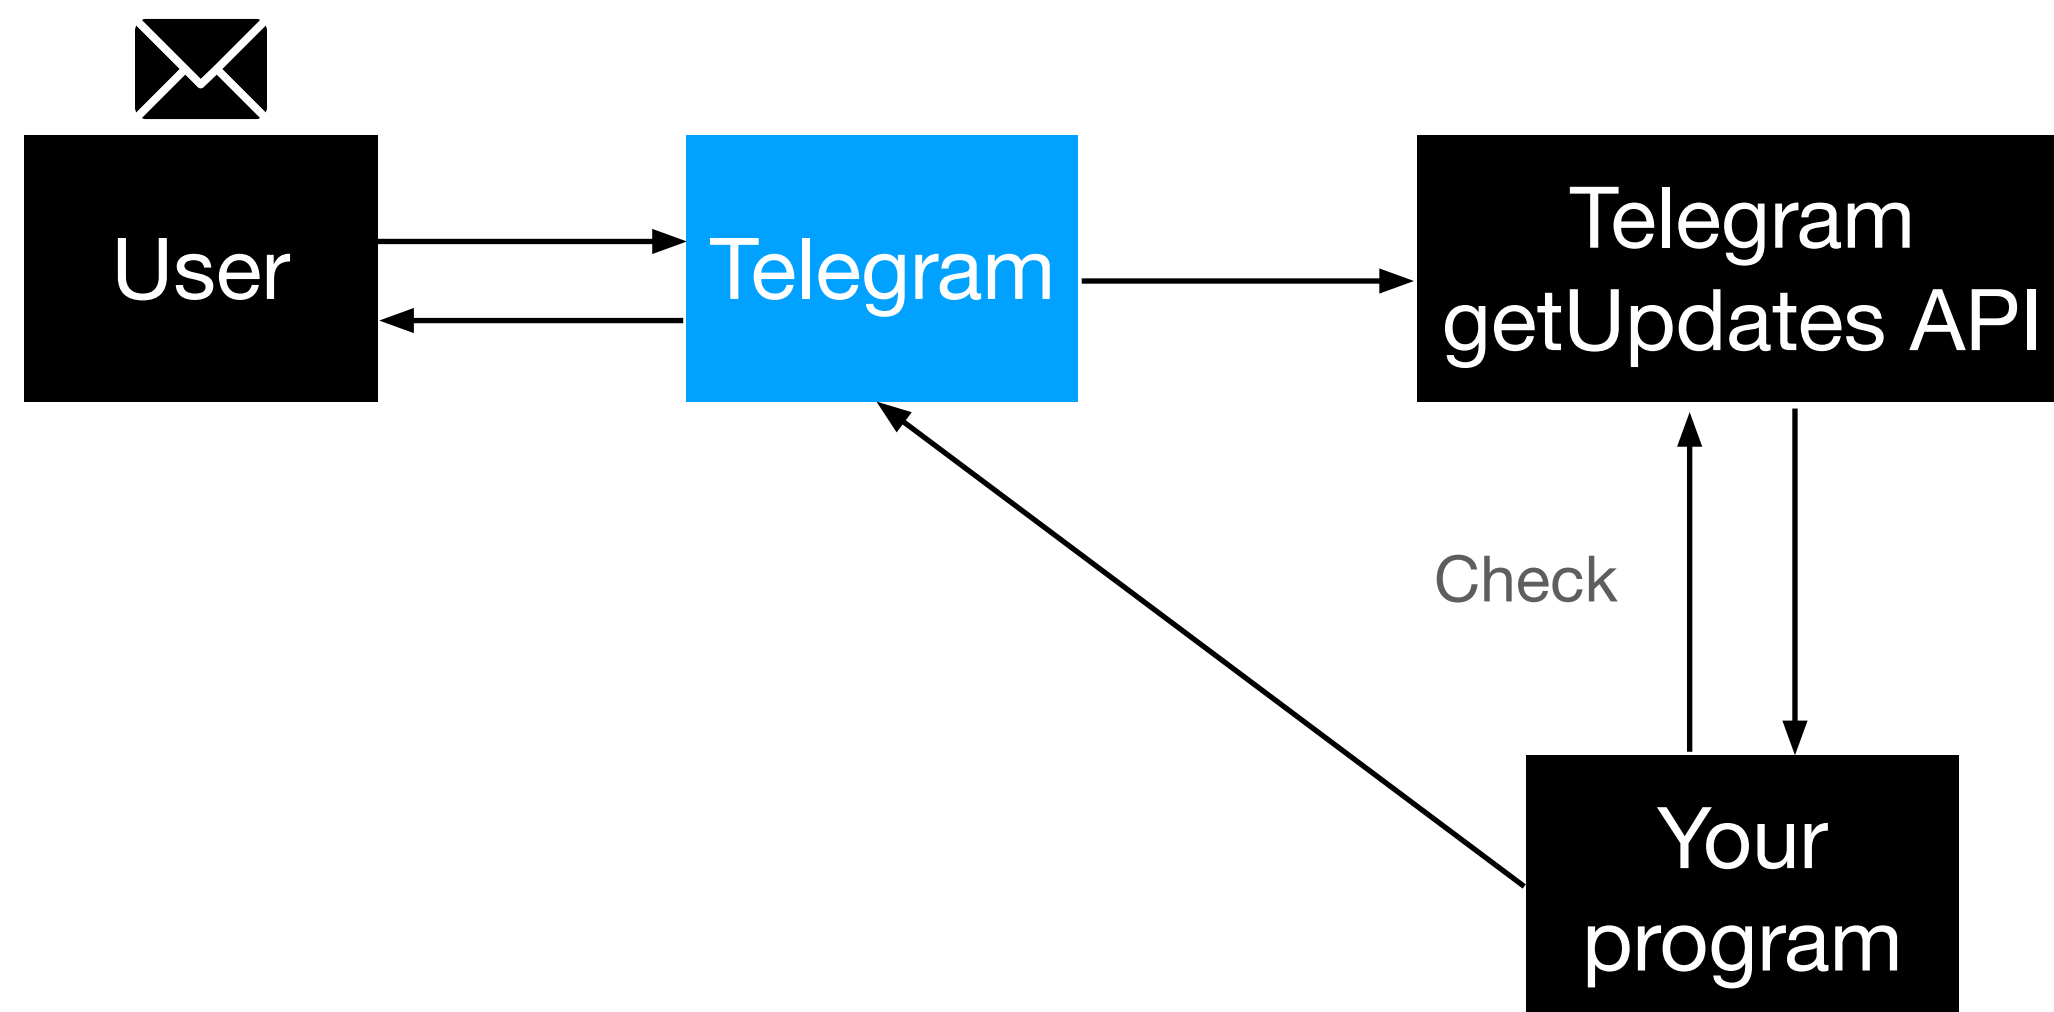 User
Telegram
Telegram
getUpdates API
Check
Your
program